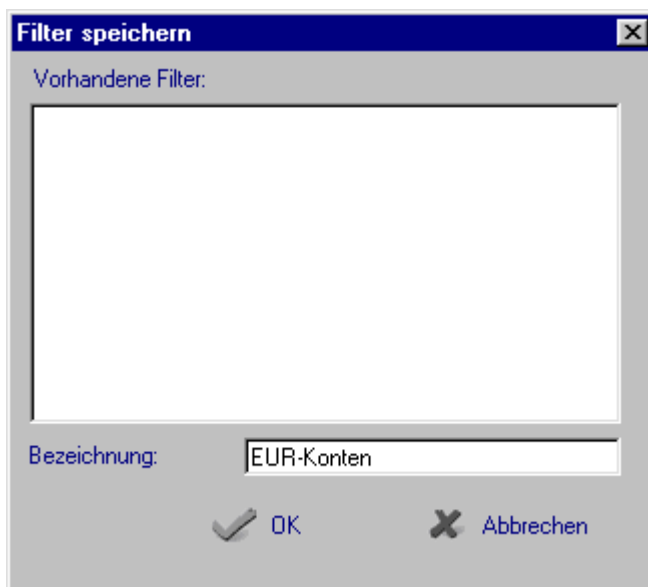 Filter speichern
Vorhandene Filter:
Bezeichnung: EUR-Konten
OK Abbrechen